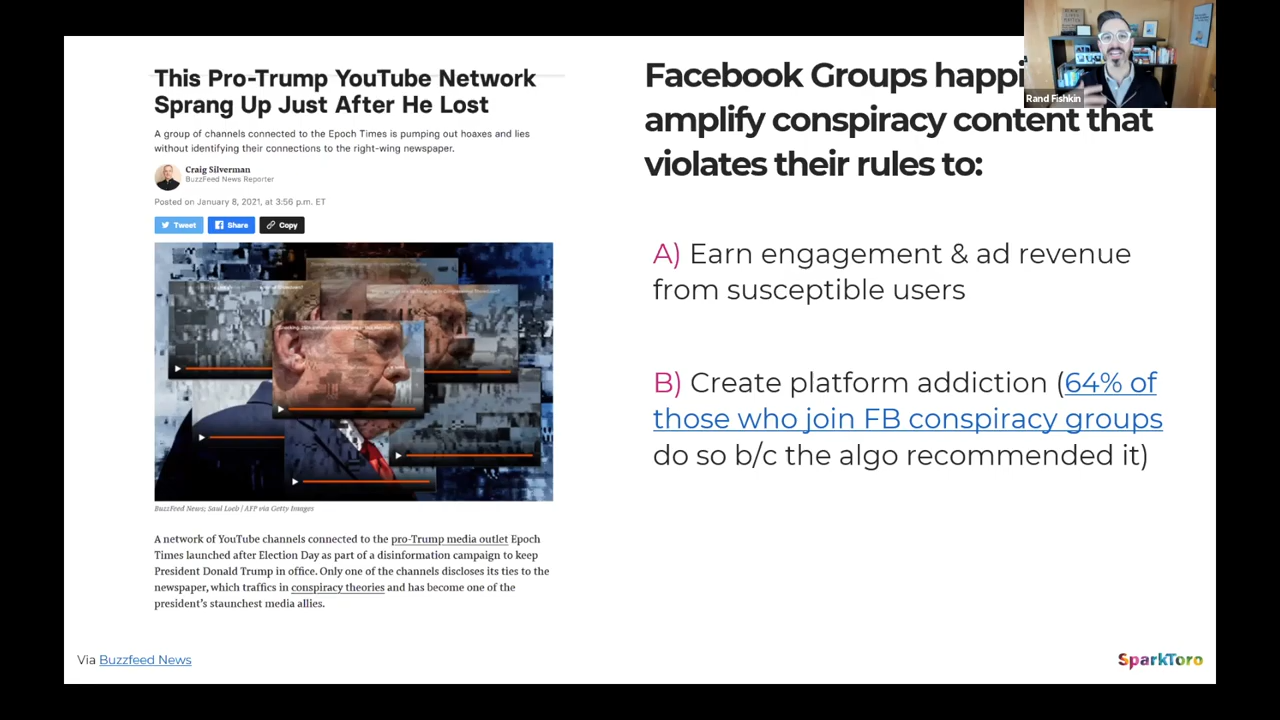 This Pro-Trump YouTube Network
Sprang Up Just After He Lost
A group of channels connected to the Epoch Times is pumping out hoaxes and lies
without identifying their connections to the right-wing newspaper.
Craig Silverman
BuzzFeed News Reporter
Posted on January 8, 2021, at 3:56 p.m. ET
Tweet
Share
Copy
BuzzFeed News; Saul Loeb / AFP via Getty Images
A network of YouTube channels connected to the pro-Trump media outlet Epoch
Times launched after Election Day as part of a disinformation campaign to keep
President Donald Trump in office. Only one of the channels discloses its ties to the
newspaper, which traffics in conspiracy theories and has become one of the
president's staunchest media allies.
Via Buzzfeed News
Facebook Groups happi
amplify conspiracy content that
violates their rules to:
A) Earn engagement & ad revenue
from susceptible users
B) Create platform addiction (64% of
those who join FB conspiracy groups
do so b/c the algo recommended it)
Rand Fishkin
SparkToro